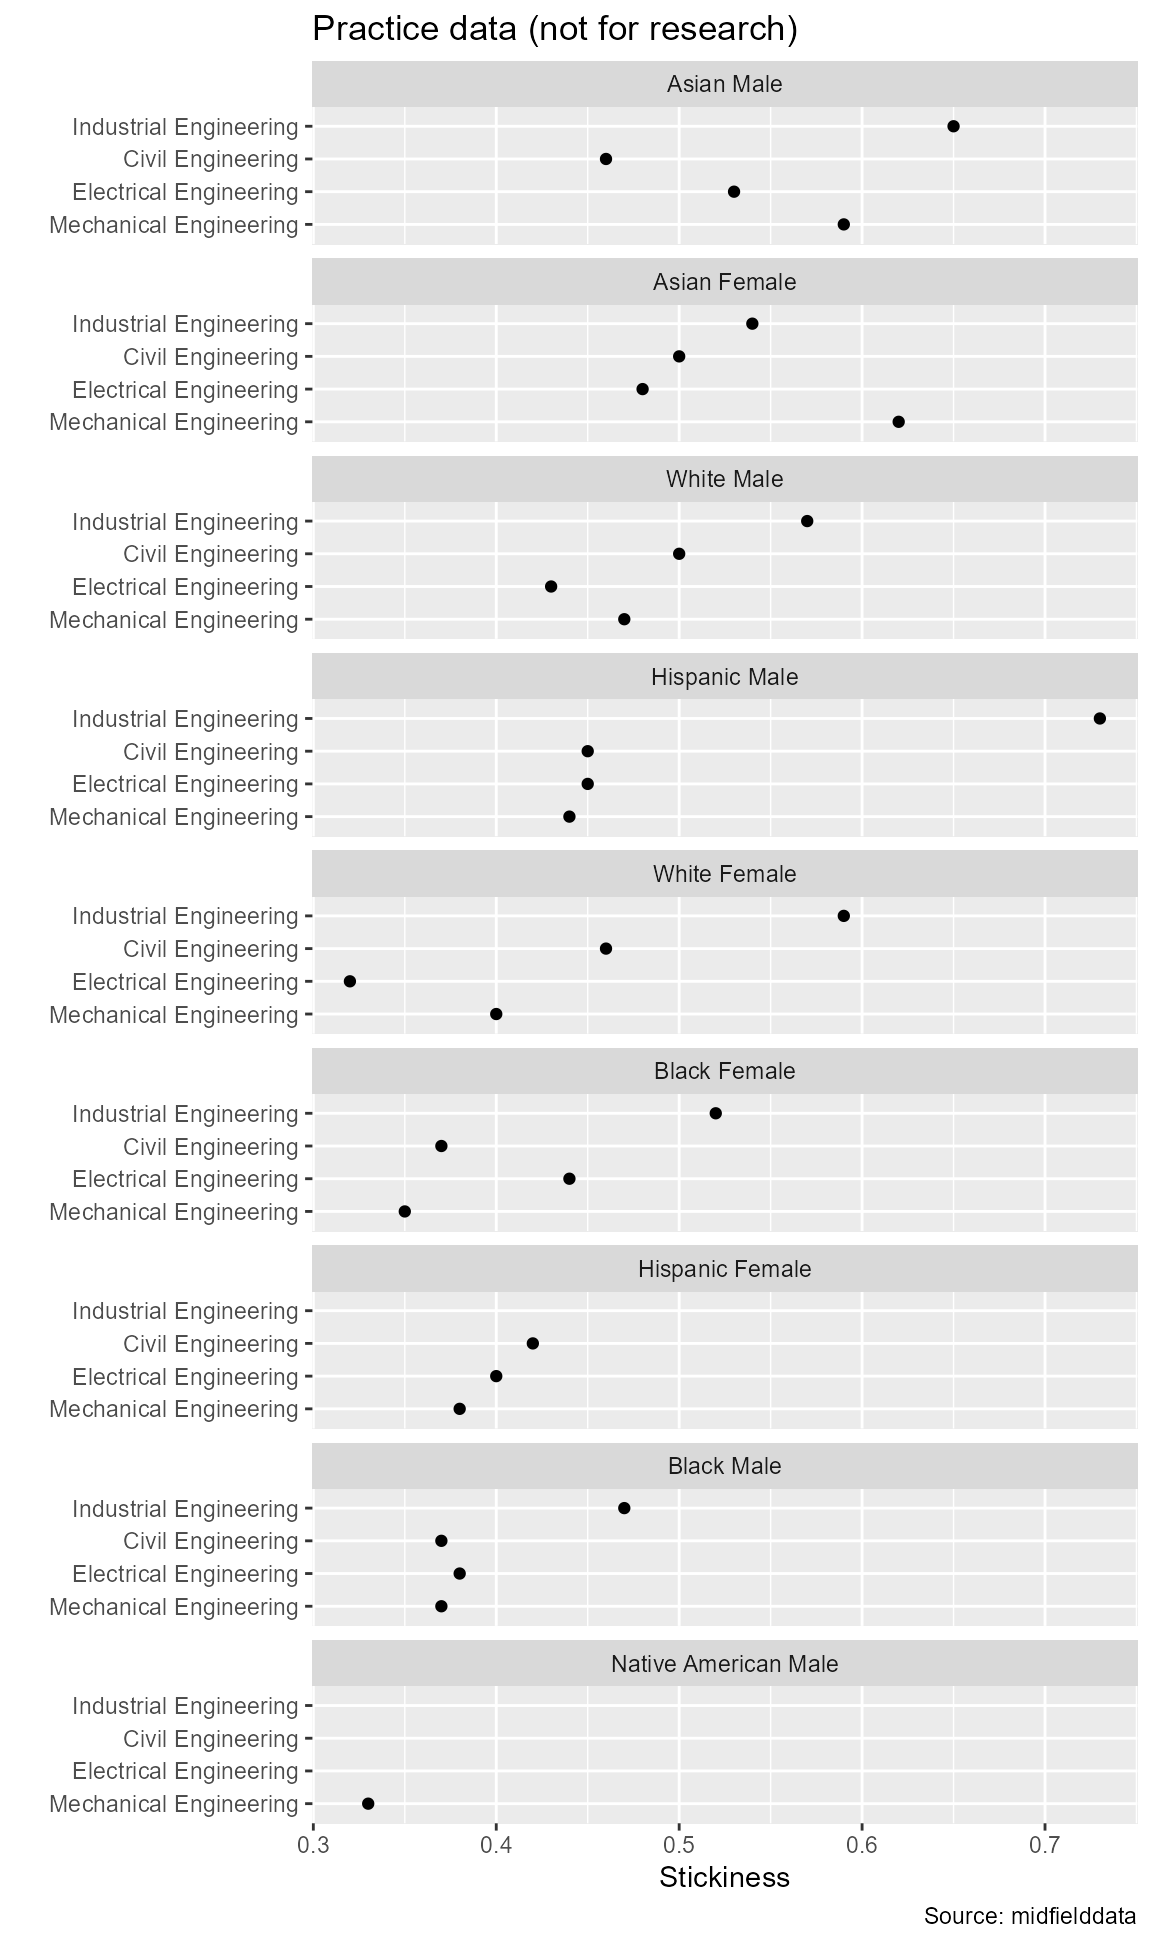 Practice data (not for research)
Asian Male
Industrial Engineering
Civil Engineering
Electrical Engineering
Mechanical Engineering
Asian Female
Industrial Engineering
Civil Engineering
Electrical Engineering
Mechanical Engineering
White Male
Industrial Engineering
Civil Engineering
Electrical Engineering
Mechanical Engineering
Hispanic Male
Industrial Engineering
Civil Engineering
Electrical Engineering
Mechanical Engineering
White Female
Industrial Engineering
Civil Engineering
Electrical Engineering
Mechanical Engineering
Black Female
Industrial Engineering
Civil Engineering
Electrical Engineering
Mechanical Engineering
Hispanic Female
Industrial Engineering
Civil Engineering
Electrical Engineering
Mechanical Engineering
Black Male
Industrial Engineering
Civil Engineering
Electrical Engineering
Mechanical Engineering
Native American Male
Industrial Engineering
Civil Engineering
Electrical Engineering
Mechanical Engineering
0.3 0.4 0.5 0.6 0.7
Stickiness
Source: midfielddata